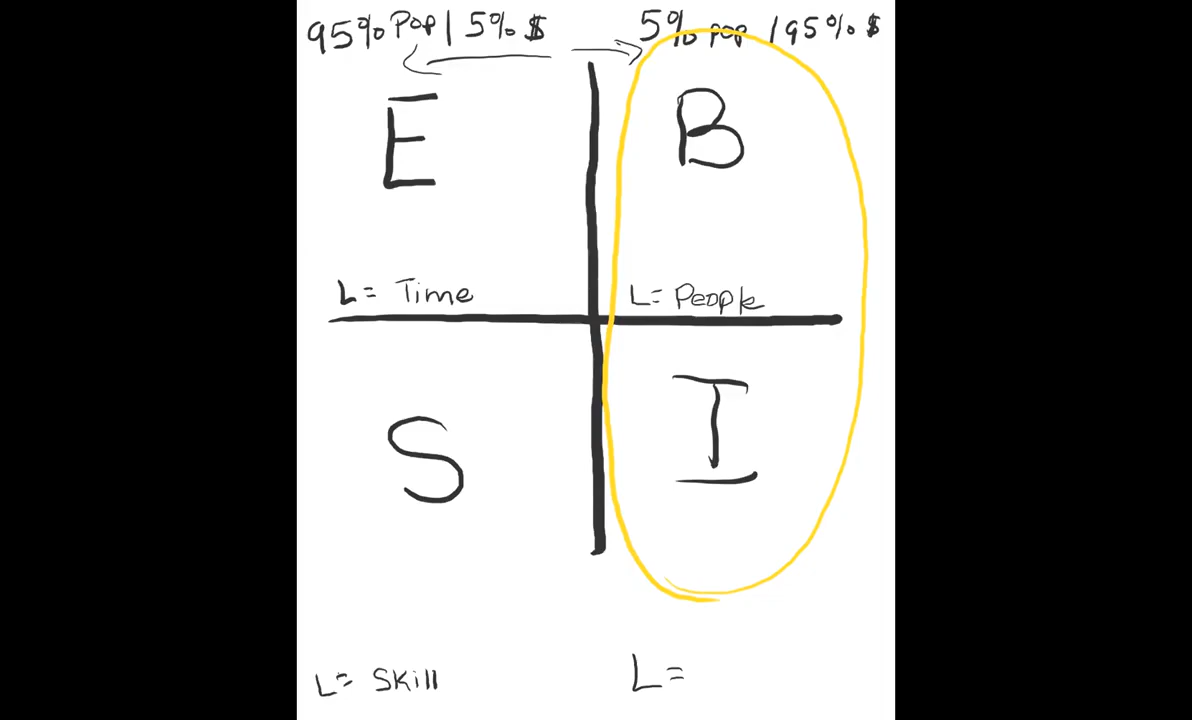 95% Pop | 5% $
5% pop / 95% $
E
B
L= Time
L= People
S
I
L= Skill
L=